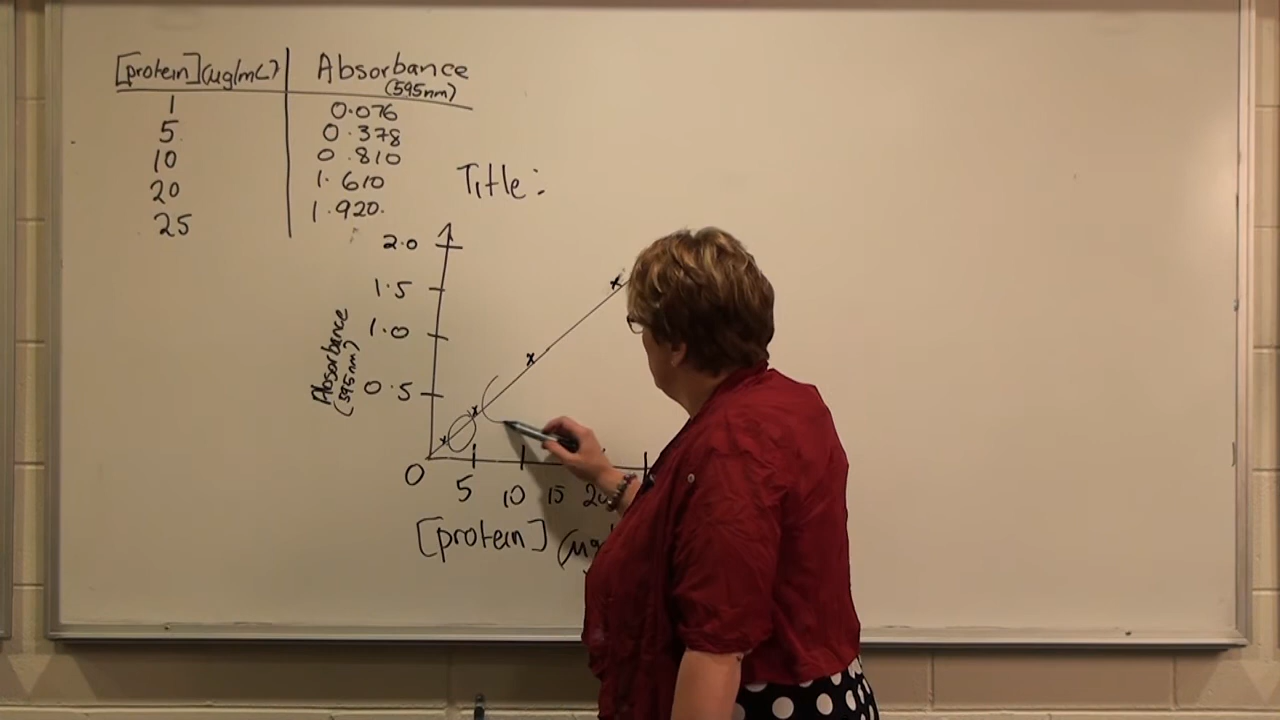 [protein](ug/mL) Absorbance
(595nm)
1 0.076
5 0.378
10 0.810
20 1.610
25 1.920
Title:
2.0
1.5
1.0
0.5
Absorbance
(595nm)
0 5 10 15
[protein]